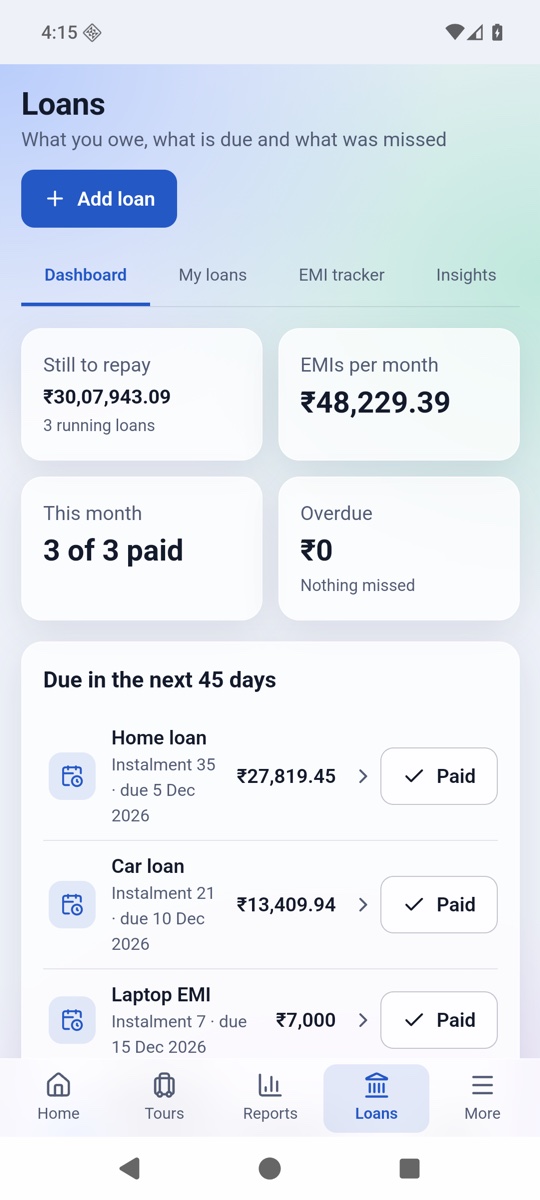 4:15
Loans
What you owe, what is due and what was missed
Add loan
Dashboard
My loans
EMI tracker
Insights
Still to repay
₹30,07,943.09
3 running loans
EMIs per month
₹48,229.39
This month
3 of 3 paid
Overdue
₹0
Nothing missed
Due in the next 45 days
Home loan
Instalment 35
· due 5 Dec
2026
₹27,819.45
Paid
Car loan
Instalment 21
· due 10 Dec
2026
₹13,409.94
Paid
Laptop EMI
Instalment 7 · due
15 Dec 2026
₹7,000
Paid
Home
Tours
Reports
Loans
More